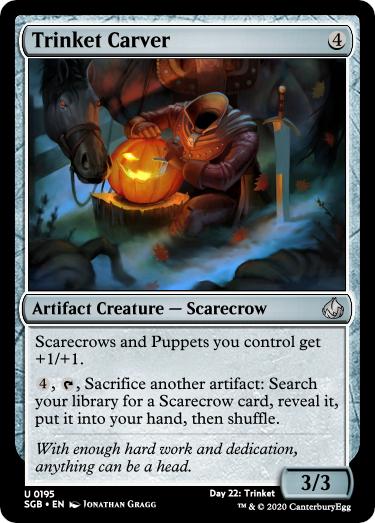 Trinket Carver 4
Artifact Creature — Scarecrow
Scarecrows and Puppets you control get
+1/+1.
4, , Sacrifice another artifact: Search
your library for a Scarecrow card, reveal it,
put it into your hand, then shuffle.
With enough hard work and dedication,
anything can be a head.
3/3
U 0195
SGB • EN Jonathan Gragg
Day 22: Trinket
™ & © 2020 CanterburyEgg